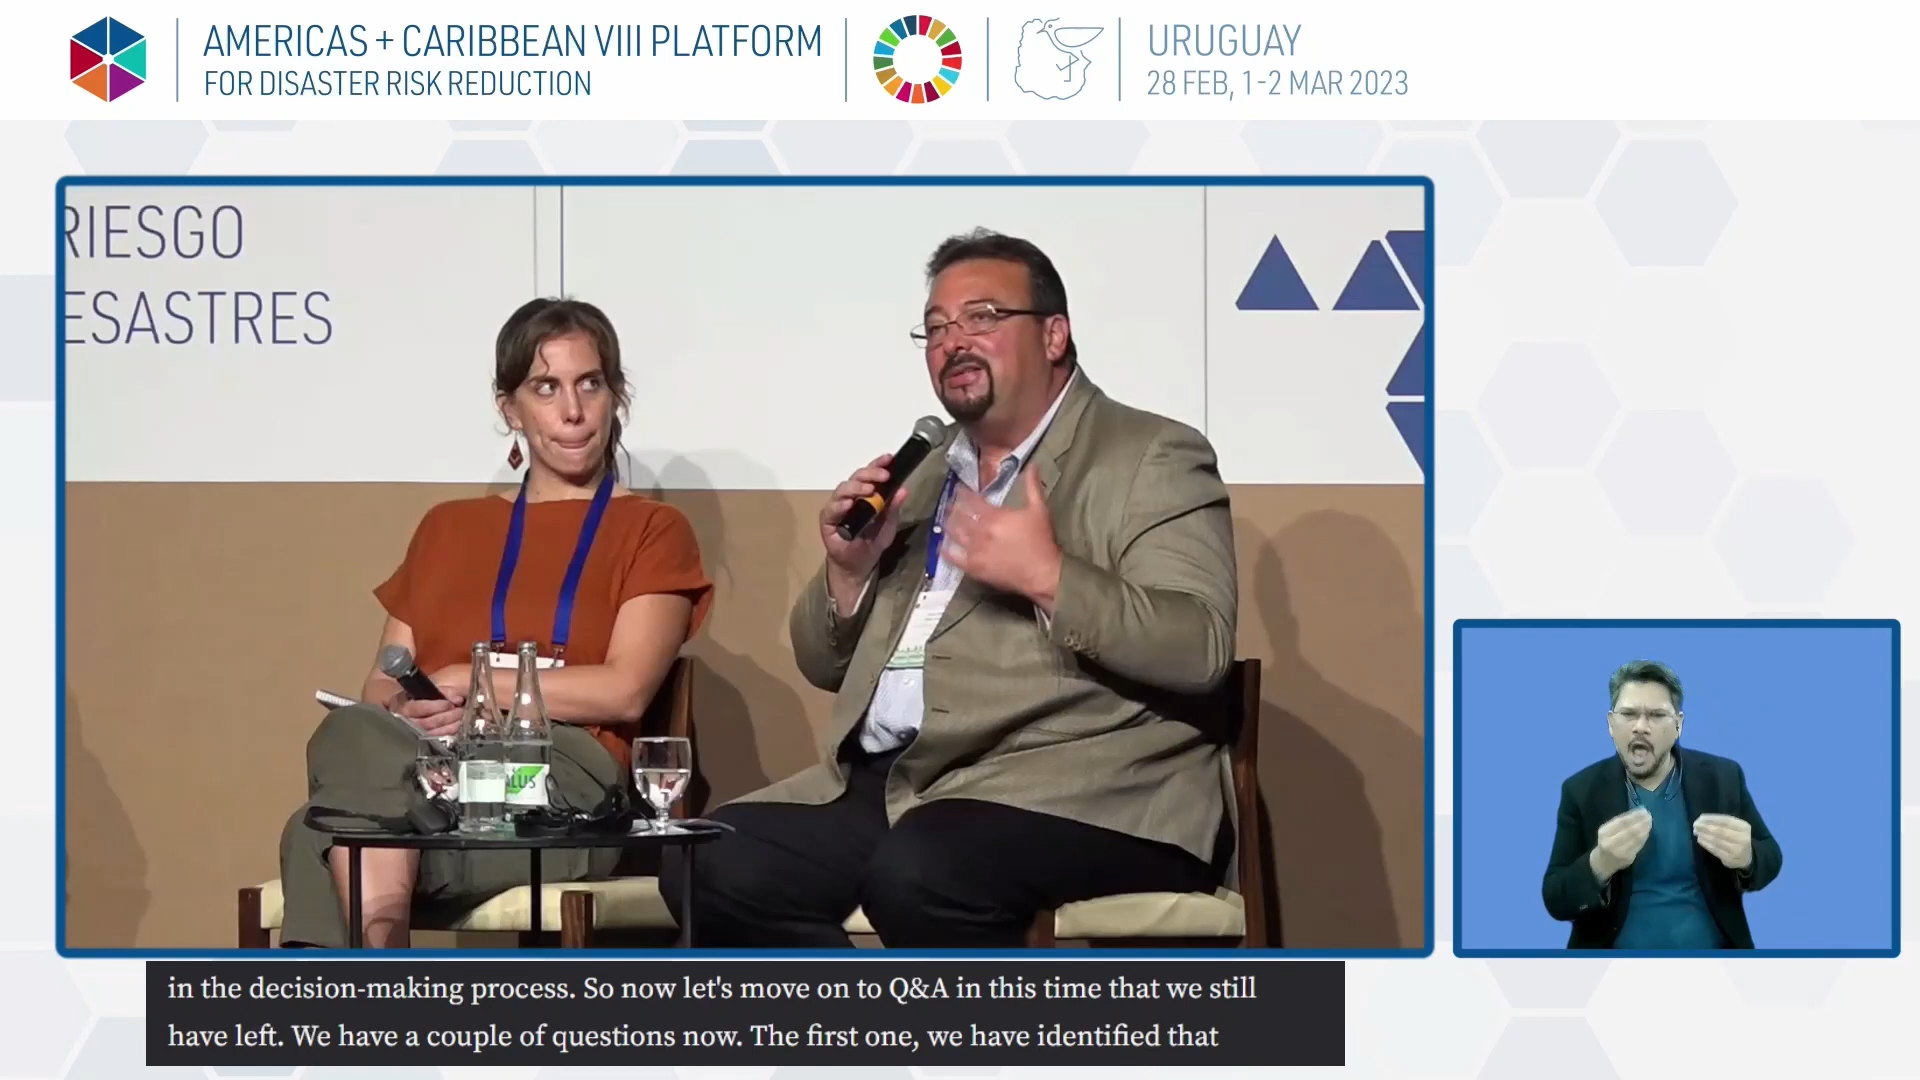 AMERICAS + CARIBBEAN VIII PLATFORM
FOR DISASTER RISK REDUCTION
URUGUAY
28 FEB, 1-2 MAR 2023
RIESGO
ESASTRES
ALUS
in the decision-making process. So now let's move on to Q&A in this time that we still
have left. We have a couple of questions now. The first one, we have identified that